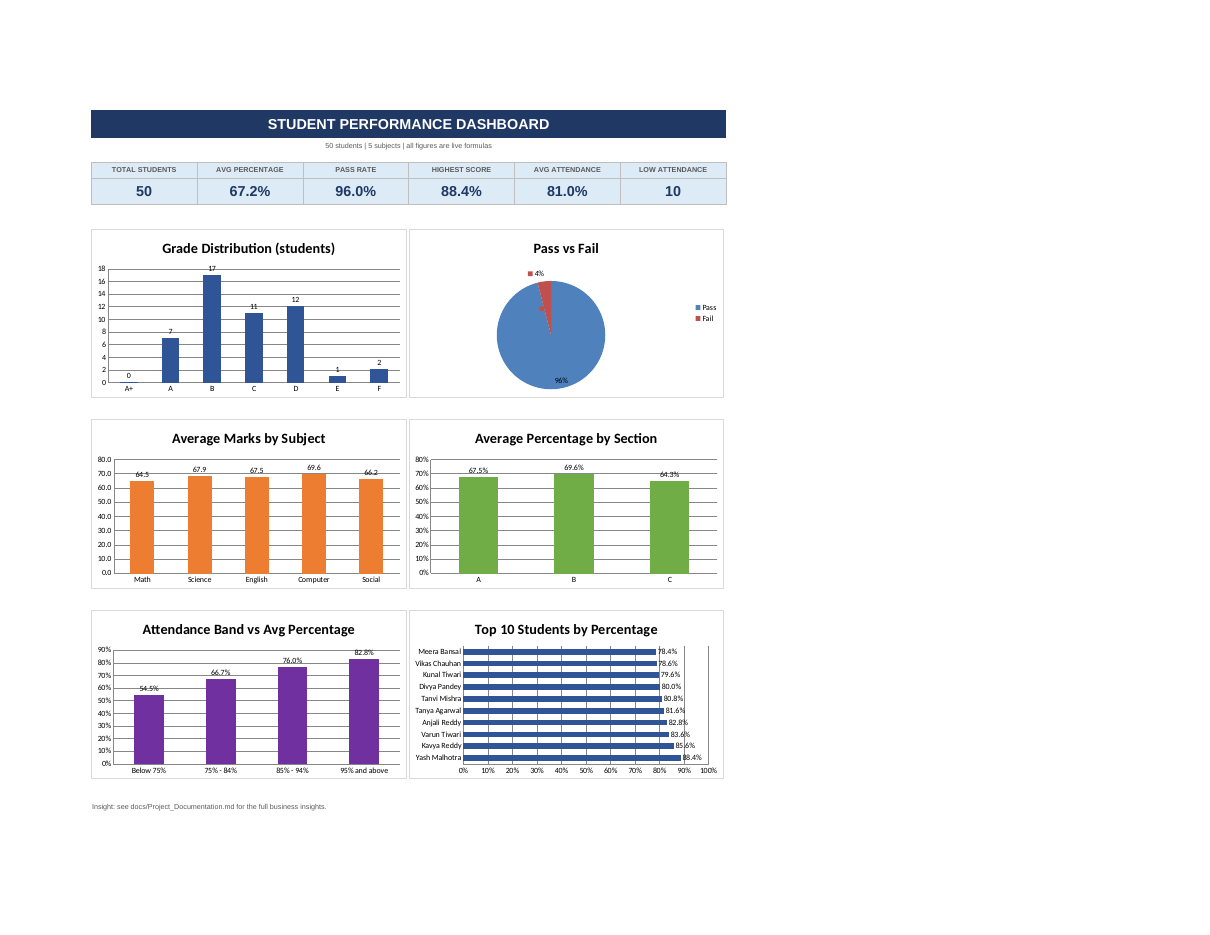 STUDENT PERFORMANCE DASHBOARD
50 students | 5 subjects | all figures are live formulas
TOTAL STUDENTS AVG PERCENTAGE PASS RATE HIGHEST SCORE AVG ATTENDANCE LOW ATTENDANCE
50 67.2% 96.0% 88.4% 81.0% 10
Grade Distribution (students)
18
16
14
12
10
8
6
4
2
0
0 7 17 11 12 1 2
A+ A B C D E F
Pass vs Fail
4%
96%
Pass
Fail
Average Marks by Subject
80.0
70.0
60.0
50.0
40.0
30.0
20.0
10.0
0.0
64.5 67.9 67.5 69.6 66.2
Math Science English Computer Social
Average Percentage by Section
80%
70%
60%
50%
40%
30%
20%
10%
0%
67.5% 69.6% 64.3%
A B C
Attendance Band vs Avg Percentage
90%
80%
70%
60%
50%
40%
30%
20%
10%
0%
54.5% 66.7% 76.0% 82.8%
Below 75% 75% - 84% 85% - 94% 95% and above
Top 10 Students by Percentage
Meera Bansal 78.4%
Vikas Chauhan 78.6%
Kunal Tiwari 79.6%
Divya Pandey 80.0%
Tanvi Mishra 80.8%
Tanya Agarwal 81.6%
Anjali Reddy 82.8%
Varun Tiwari 83.6%
Kavya Reddy 85.6%
Yash Malhotra 88.4%
0% 10% 20% 30% 40% 50% 60% 70% 80% 90% 100%
Insight: see docs/Project_Documentation.md for the full business insights.